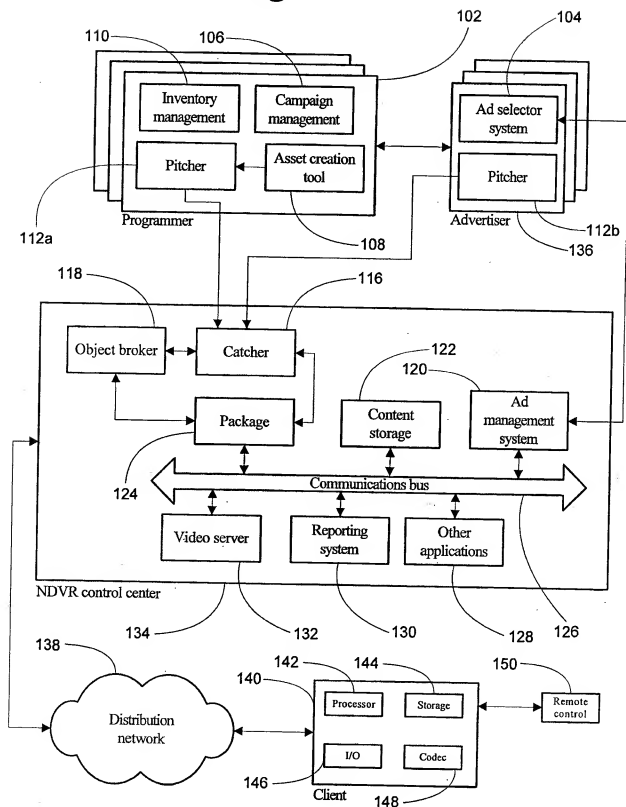 102
110
106
104
Inventory
management
Campaign
management
Ad selector
system
Pitcher
Asset creation
tool
Pitcher
Programmer
Advertiser
112a
108
112b
136
118
116
122
120
Object broker
Catcher
Package
Content
storage
Ad
management
system
124
Communications bus
Video server
Reporting
system
Other
applications
NDVR control center
134
132
130
128
126
138
142
144
140
150
Distribution
network
Processor
Storage
Remote
control
I/O
Codec
146
Client
148